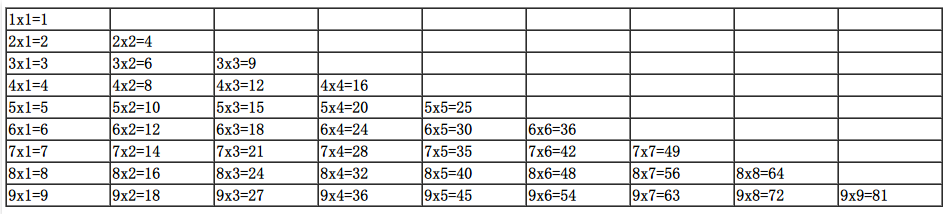 1x1=1
2x1=2 2x2=4
3x1=3 3x2=6 3x3=9
4x1=4 4x2=8 4x3=12 4x4=16
5x1=5 5x2=10 5x3=15 5x4=20 5x5=25
6x1=6 6x2=12 6x3=18 6x4=24 6x5=30 6x6=36
7x1=7 7x2=14 7x3=21 7x4=28 7x5=35 7x6=42 7x7=49
8x1=8 8x2=16 8x3=24 8x4=32 8x5=40 8x6=48 8x7=56 8x8=64
9x1=9 9x2=18 9x3=27 9x4=36 9x5=45 9x6=54 9x7=63 9x8=72 9x9=81